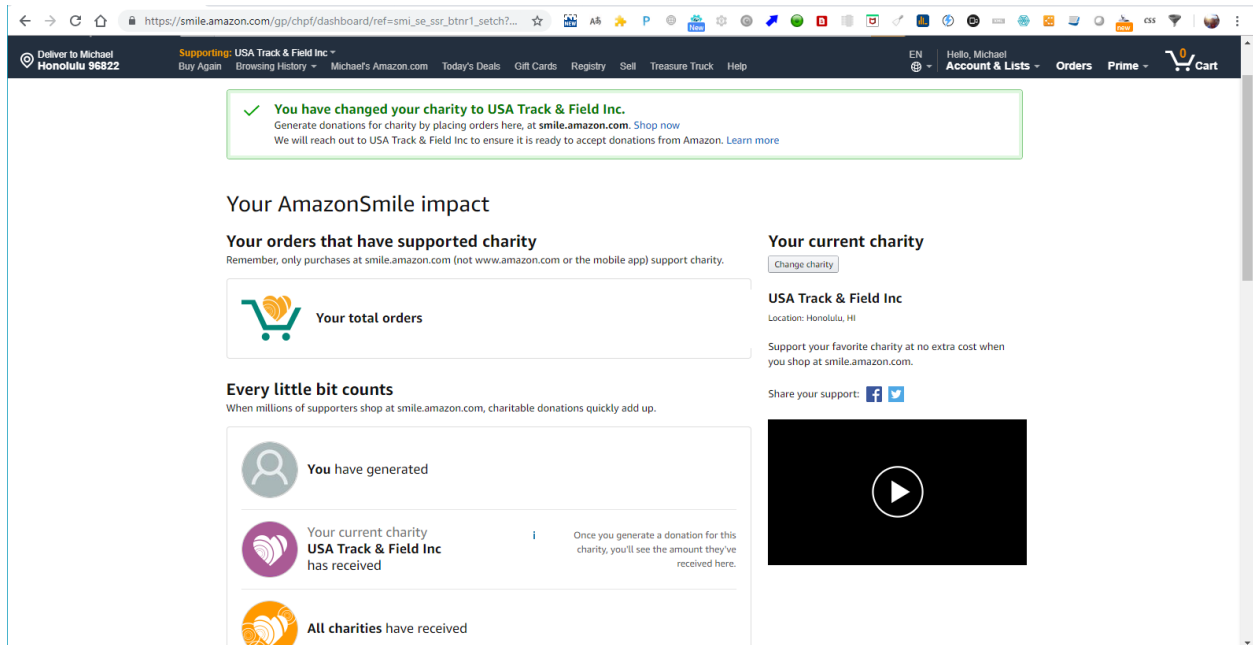 https://smile.amazon.com/gp/chpf/dashboard/ref=smi_se_ssr_btnr1_setch?...
Deliver to Michael
Honolulu 96822
Supporting: USA Track & Field Inc
Buy Again Browsing History Michael's Amazon.com Today's Deals Gift Cards Registry Sell Treasure Truck Help
EN
Hello, Michael
Account & Lists Orders Prime
0
Cart
You have changed your charity to USA Track & Field Inc.
Generate donations for charity by placing orders here, at smile.amazon.com. Shop now
We will reach out to USA Track & Field Inc to ensure it is ready to accept donations from Amazon. Learn more
Your AmazonSmile impact
Your orders that have supported charity
Remember, only purchases at smile.amazon.com (not www.amazon.com or the mobile app) support charity.
Your total orders
Every little bit counts
When millions of supporters shop at smile.amazon.com, charitable donations quickly add up.
You have generated
Your current charity
USA Track & Field Inc
has received
i
Once you generate a donation for this
charity, you'll see the amount they've
received here.
All charities have received
Your current charity
Change charity
USA Track & Field Inc
Location: Honolulu, HI
Support your favorite charity at no extra cost when
you shop at smile.amazon.com.
Share your support: